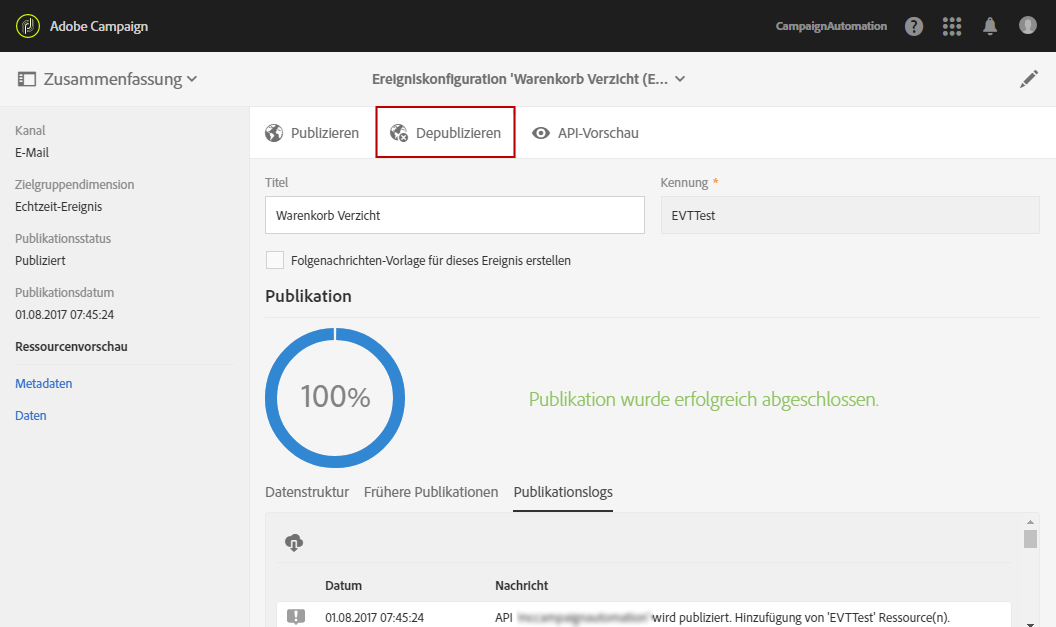 Adobe Campaign
CampaignAutomation
Zusammenfassung
Ereigniskonfiguration 'Warenkorb Verzicht (E...
Kanal
E-Mail
Zielgruppendimension
Echtzeit-Ereignis
Publikationsstatus
Publiziert
Publikationsdatum
01.08.2017 07:45:24
Ressourcenvorschau
Metadaten
Daten
Publizieren
Depublizieren
API-Vorschau
Titel
Warenkorb Verzicht
Kennung *
EVTTest
Folgenachrichten-Vorlage für dieses Ereignis erstellen
Publikation
100%
Publikation wurde erfolgreich abgeschlossen.
Datenstruktur Frühere Publikationen Publikationslogs
Datum Nachricht
01.08.2017 07:45:24 API wird publiziert. Hinzufügung von 'EVTTest' Ressource(n).